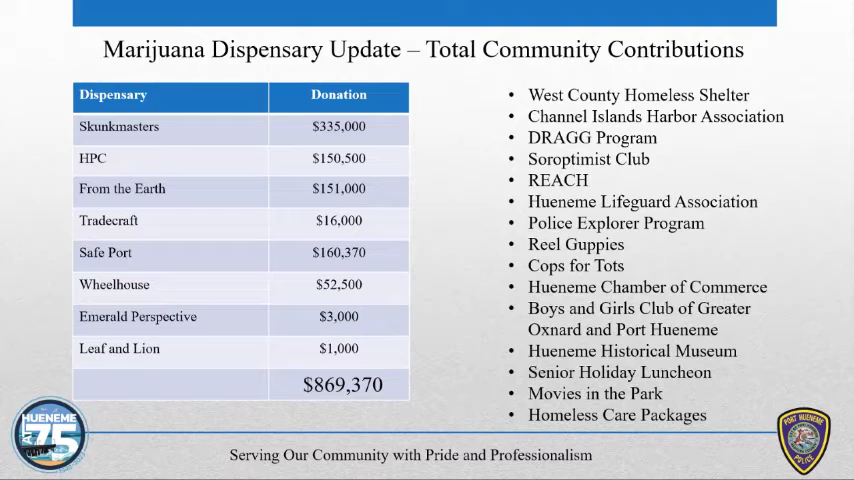 Marijuana Dispensary Update – Total Community Contributions
Dispensary Donation
Skunkmasters $335,000
HPC $150,500
From the Earth $151,000
Tradecraft $16,000
Safe Port $160,370
Wheelhouse $52,500
Emerald Perspective $3,000
Leaf and Lion $1,000
$869,370
• West County Homeless Shelter
• Channel Islands Harbor Association
• DRAGG Program
• Soroptimist Club
• REACH
• Hueneme Lifeguard Association
• Police Explorer Program
• Reel Guppies
• Cops for Tots
• Hueneme Chamber of Commerce
• Boys and Girls Club of Greater
Oxnard and Port Hueneme
• Hueneme Historical Museum
• Senior Holiday Luncheon
• Movies in the Park
• Homeless Care Packages
HUENEME
AT
75
PORT HUENEME
POLICE
Serving Our Community with Pride and Professionalism